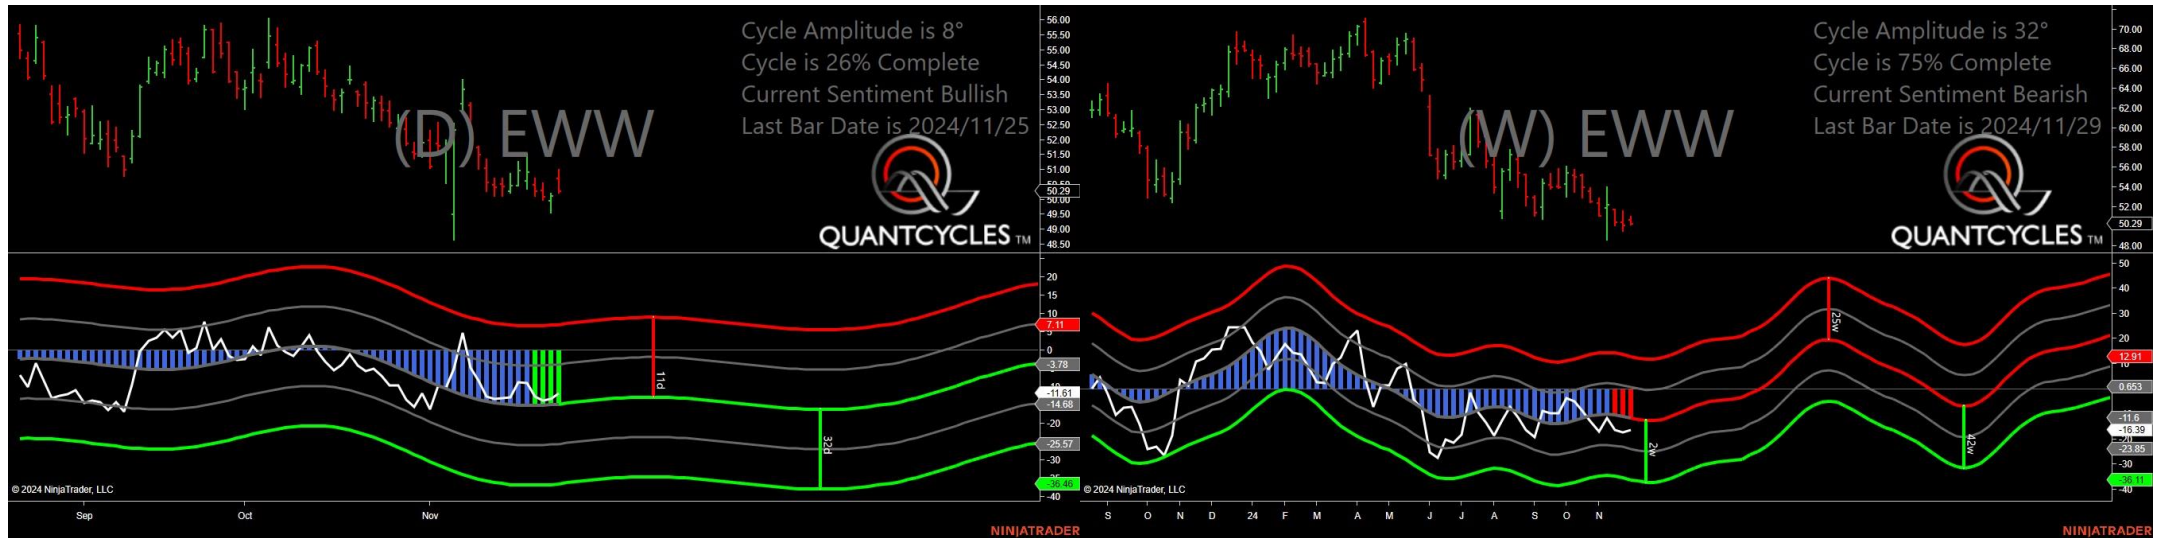 Cycle Amplitude is 8°
Cycle is 26% Complete
Current Sentiment Bullish
Last Bar Date is 2024/11/25
(D) EWW
QUANTCYCLES TM
56.00
55.50
55.00
54.50
54.00
53.50
53.00
52.50
52.00
51.50
51.00
50.29
50.00
49.50
49.00
48.50
20
15
10
7.11
0
-3.78
-11.61
-14.68
-20
-25.57
-30
-36.46
-40
11d
32d
© 2024 NinjaTrader, LLC
Sep Oct Nov
NINJATRADER
Cycle Amplitude is 32°
Cycle is 75% Complete
Current Sentiment Bearish
Last Bar Date is 2024/11/29
(W) EWW
QUANTCYCLES TM
70.00
68.00
66.00
64.00
62.00
60.00
58.00
56.00
54.00
52.00
50.29
48.00
50
40
30
20
12.91
10
0.653
-11.6
-16.39
-20
-23.85
-30
-36.11
-40
25w
2w
42w
© 2024 NinjaTrader, LLC
S O N D 24 F M A M J J A S O N
NINJATRADER